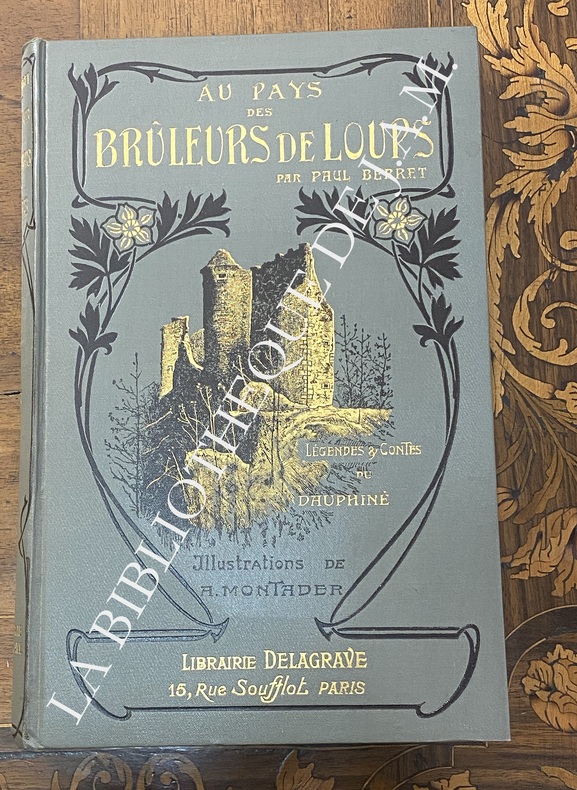 AU PAYS
DES
BRÛLEURS DE LOUPS
PAR PAUL BERRET
LÉGENDES & CONTES
DU
DAUPHINÉ
Illustrations DE
A. MONTADER
LIBRAIRIE DELAGRAVE
15, Rue Soufflot PARIS
LA BIBLIOTHEQUE DE J.A.M.